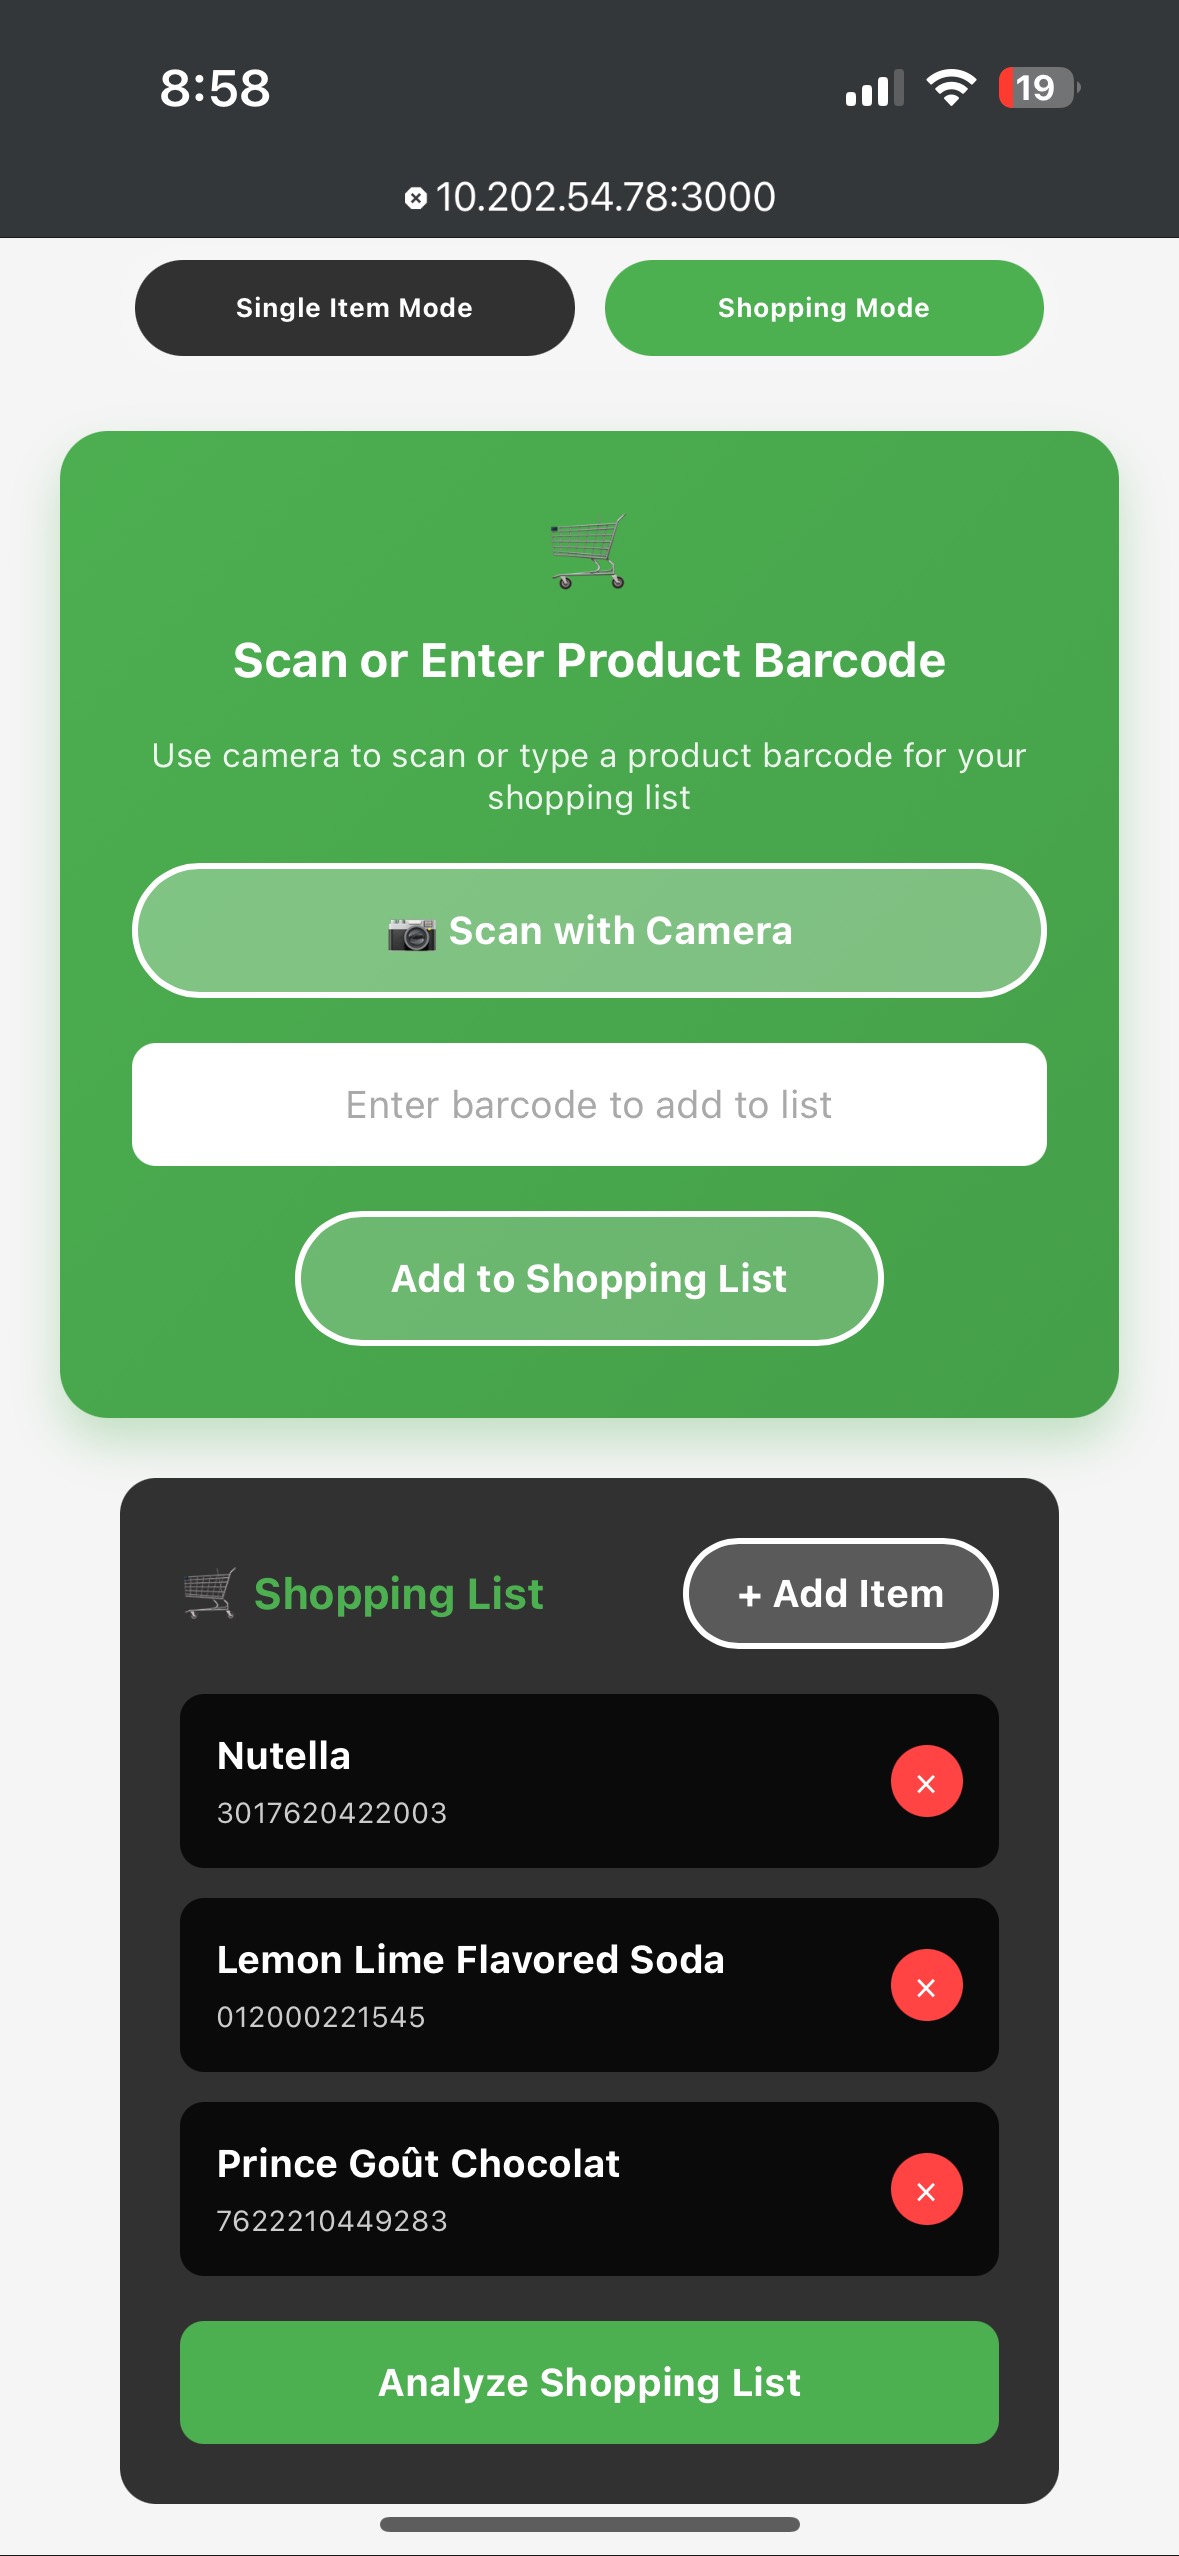 8:58
19
10.202.54.78:3000
Single Item Mode
Shopping Mode
Scan or Enter Product Barcode
Use camera to scan or type a product barcode for your
shopping list
📷 Scan with Camera
Enter barcode to add to list
Add to Shopping List
🛒 Shopping List
+ Add Item
Nutella
3017620422003
×
Lemon Lime Flavored Soda
012000221545
×
Prince Goût Chocolat
7622210449283
×
Analyze Shopping List